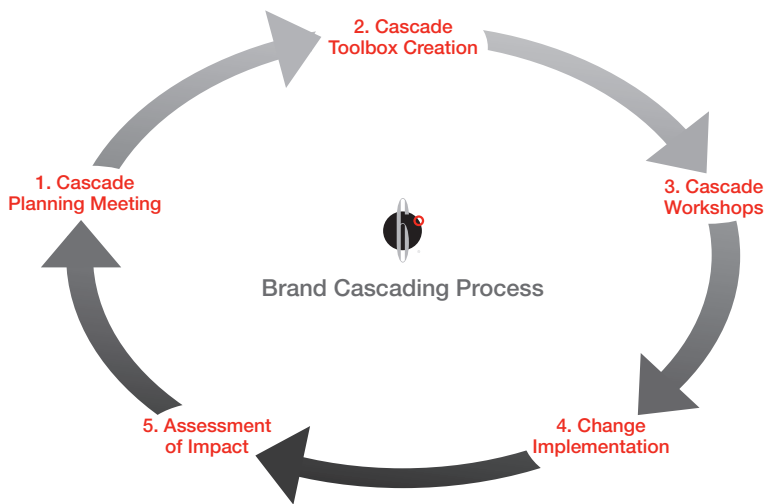 2. Cascade
Toolbox Creation
1. Cascade
Planning Meeting
3. Cascade
Workshops
Brand Cascading Process
5. Assessment
of Impact
4. Change
Implementation